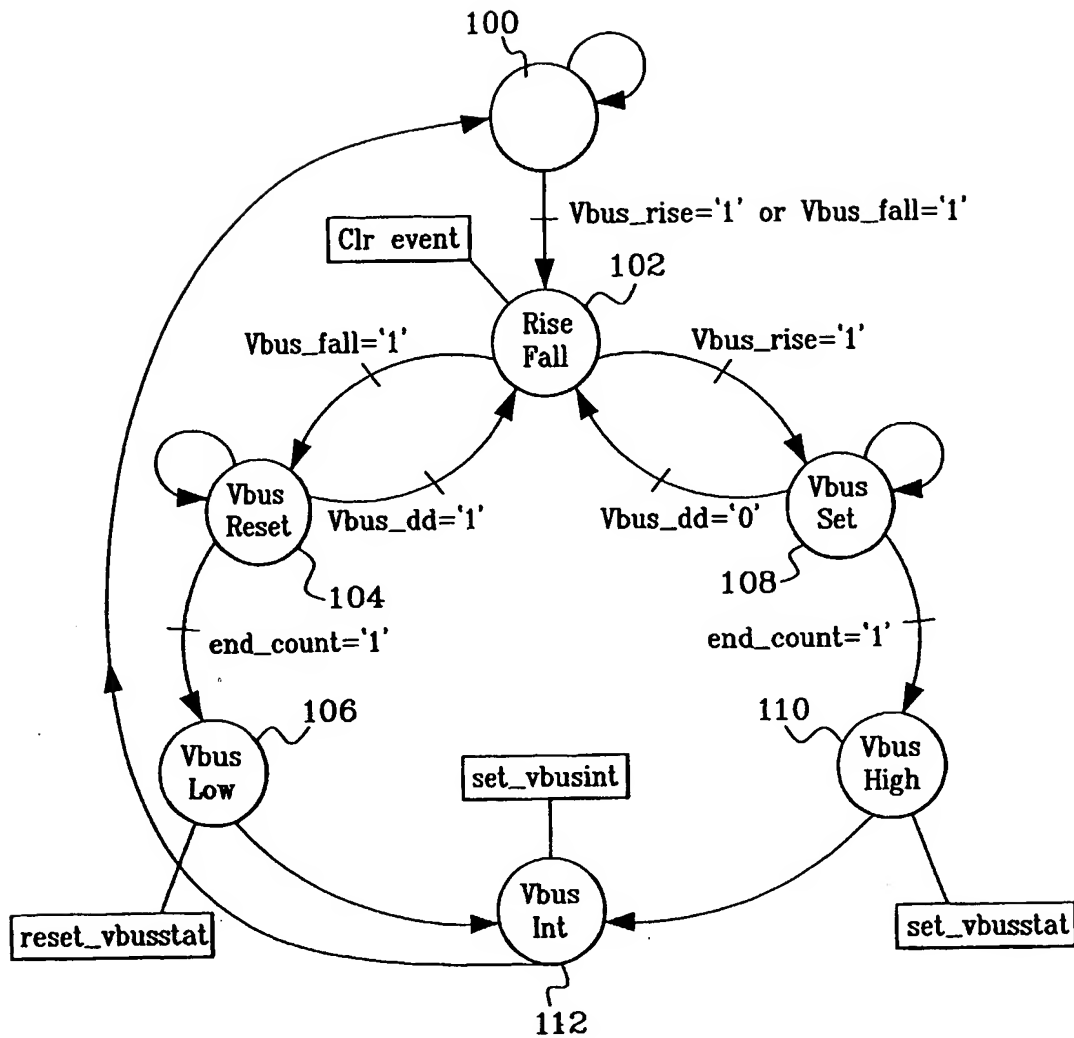 100
Vbus_rise=‘1’ or Vbus_fall=‘1’
Clr event
102
Rise
Fall
Vbus_fall=‘1’
Vbus_rise=‘1’
Vbus
Reset
Vbus_dd=‘1’
Vbus_dd=‘0’
Vbus
Set
104
108
end_count=‘1’
end_count=‘1’
106
110
Vbus
Low
set_vbusint
Vbus
High
Vbus
Int
reset_vbusstat
set_vbusstat
112